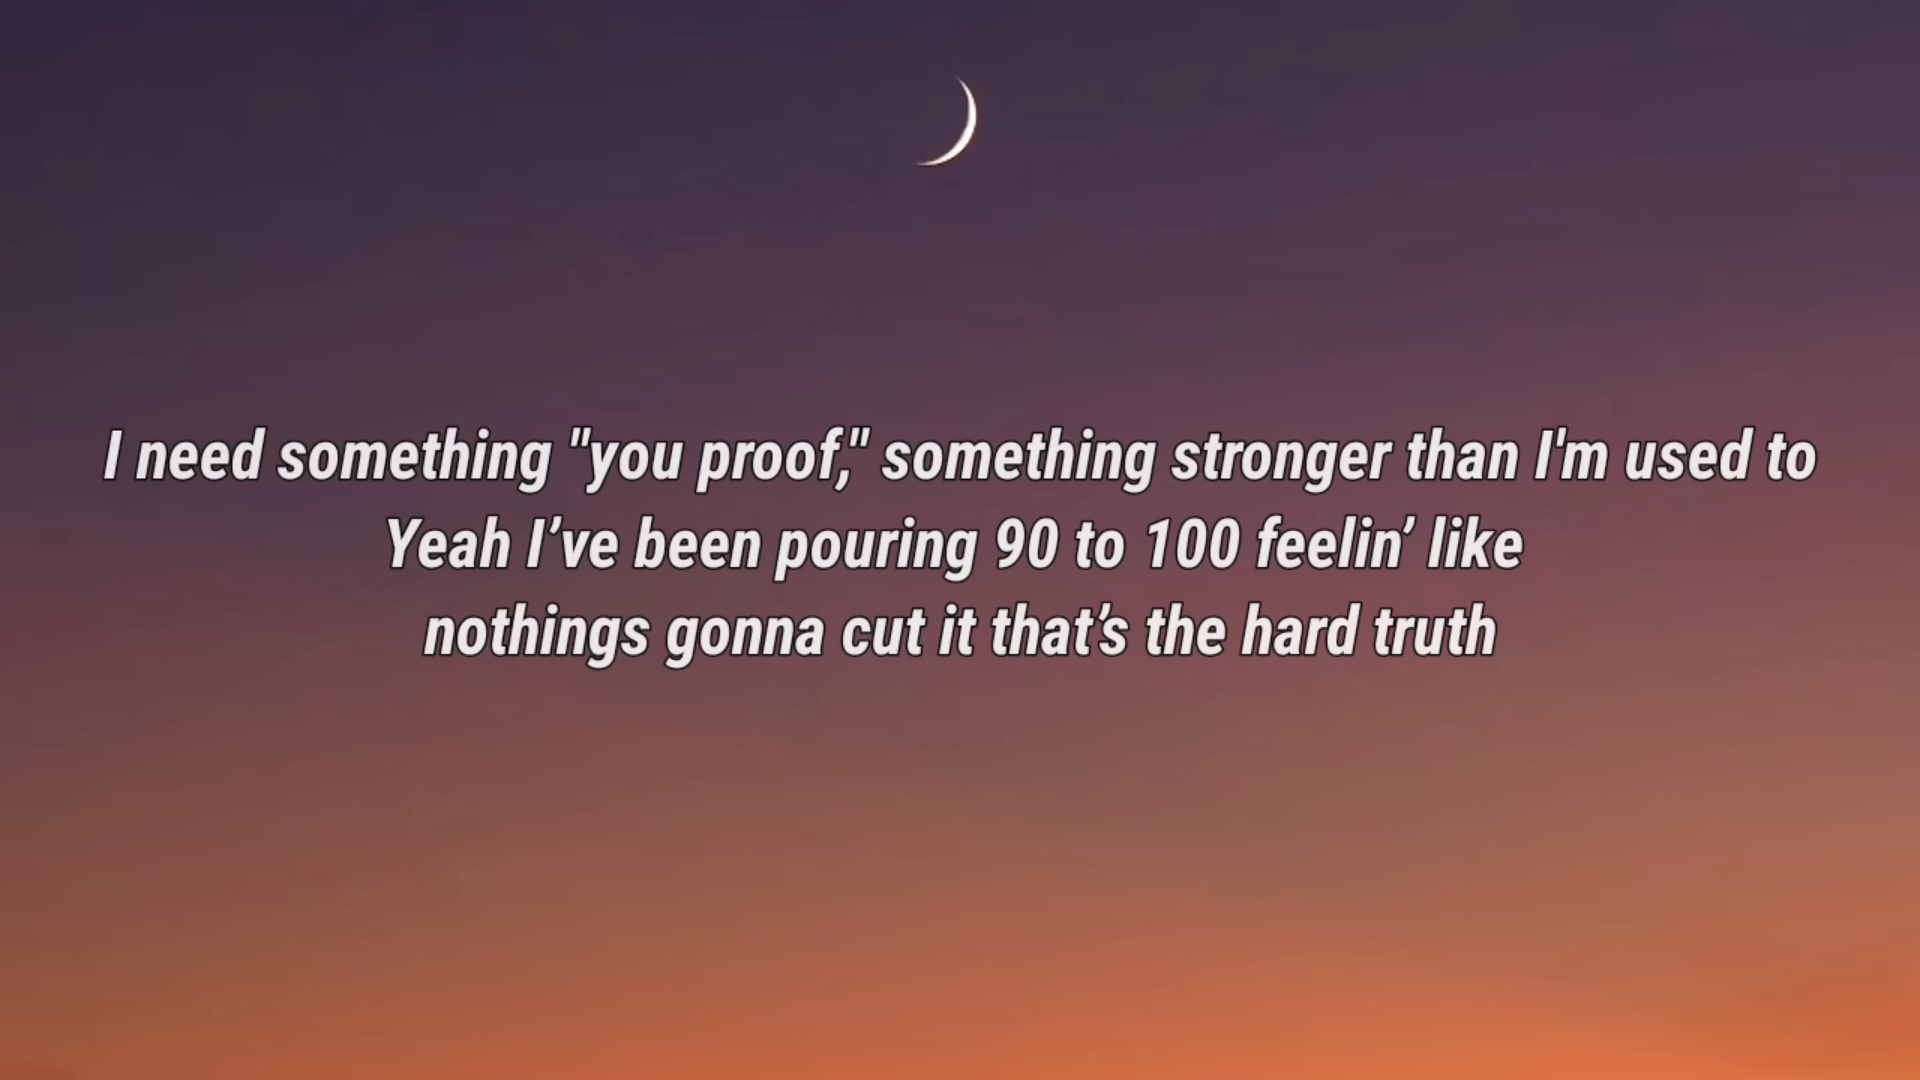 I need something "you proof," something stronger than I'm used to
Yeah I’ve been pouring 90 to 100 feelin’ like
nothings gonna cut it that’s the hard truth